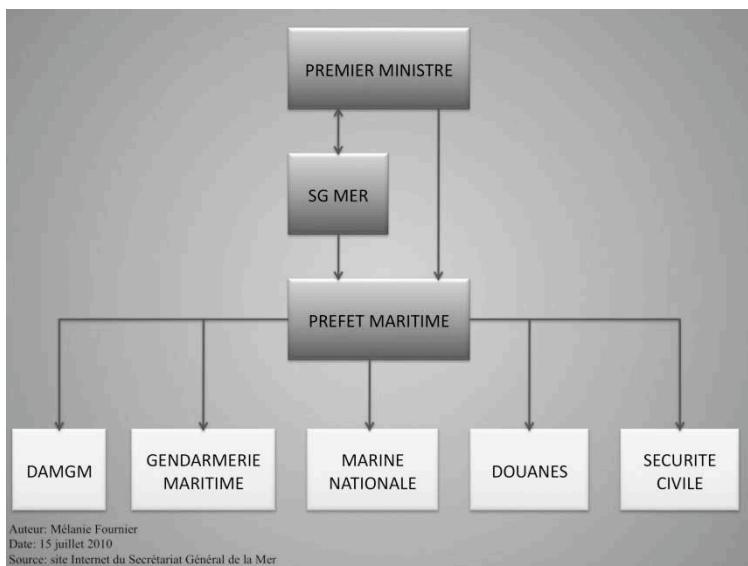 PREMIER MINISTRE
SG MER
PREFET MARITIME
DAMGM
GENDARMERIE
MARITIME
MARINE
NATIONALE
DOUANES
SECURITE
CIVILE
Auteur: Mélanie Fournier
Date: 15 juillet 2010
Source: site Internet du Secrétariat Général de la Mer